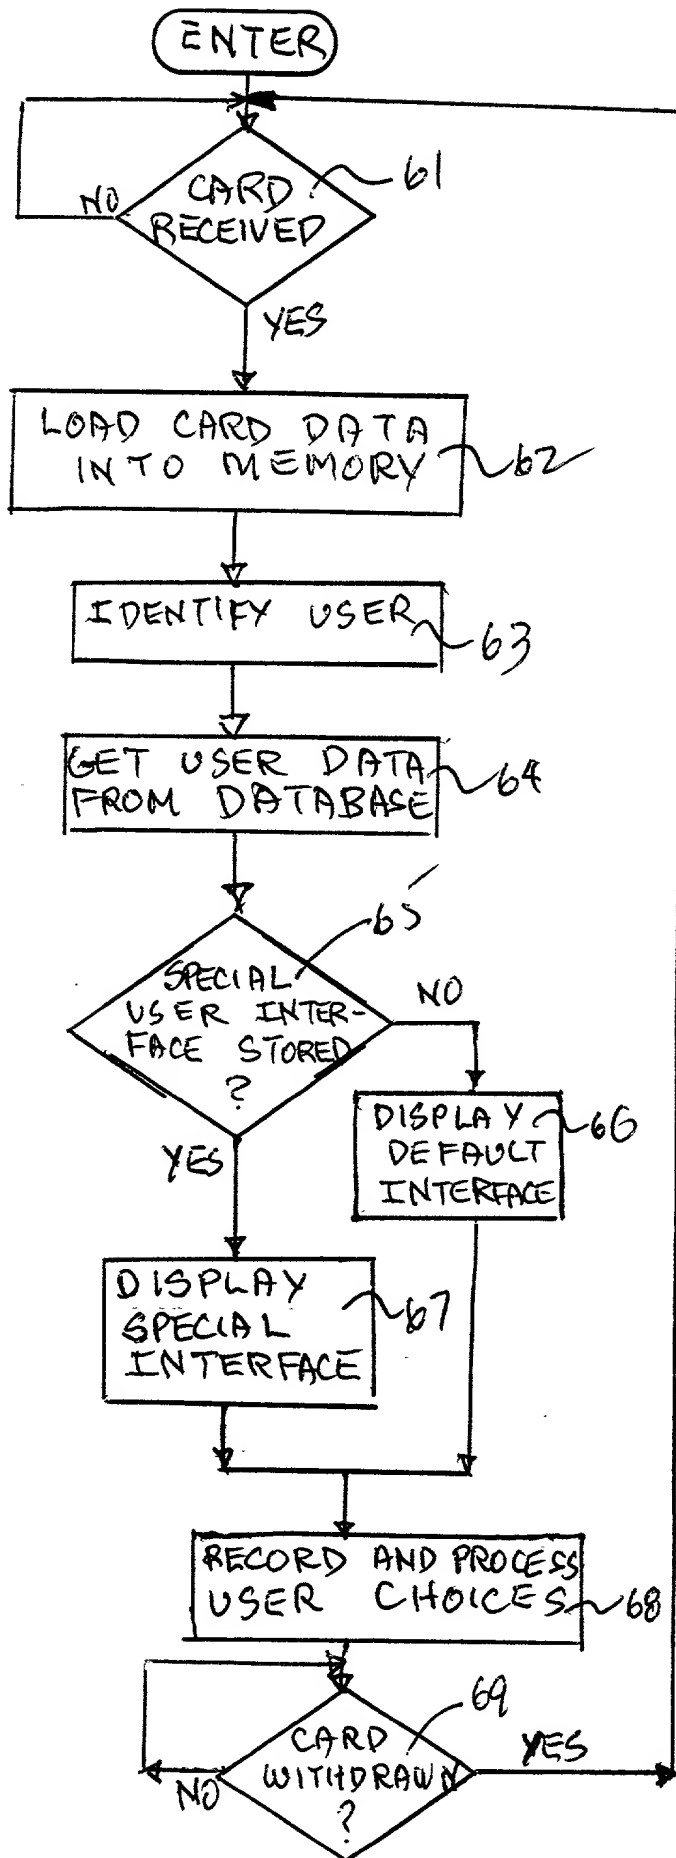 ENTER
61
CARD
RECEIVED
NO
YES
LOAD CARD DATA
INTO MEMORY
62
IDENTIFY USER
63
GET USER DATA
FROM DATABASE
64
65
SPECIAL
USER INTER-
FACE STORED
?
NO
YES
DISPLAY
DEFAULT
INTERFACE
66
DISPLAY
SPECIAL
INTERFACE
67
RECORD AND PROCESS
USER CHOICES
68
69
CARD
WITHDRAWN
?
NO
YES